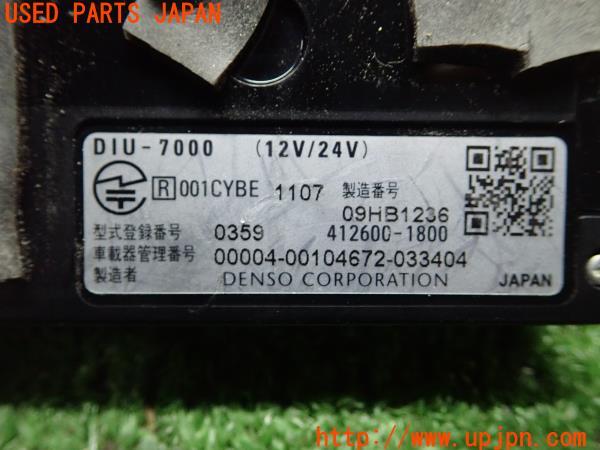 USED PARTS JAPAN
DIU-7000 (12V/24V)
R 001CYBE 1107 製造番号
09HB1236
型式登録番号 0359 412600-1800
車載器管理番号 00004-00104672-033404
製造者 DENSO CORPORATION JAPAN
http://www.upjpn.com